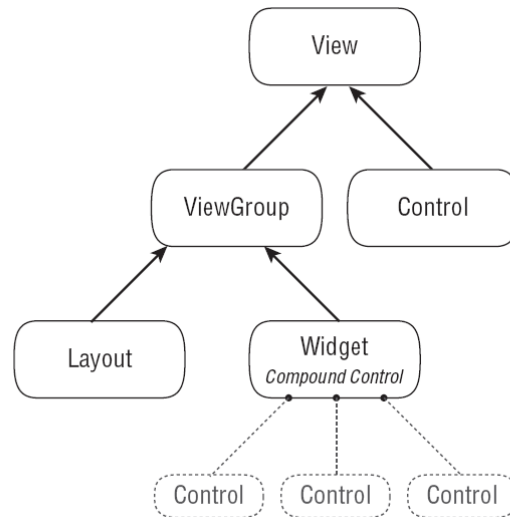 View
ViewGroup
Control
Layout
Widget
Compound Control
Control
Control
Control